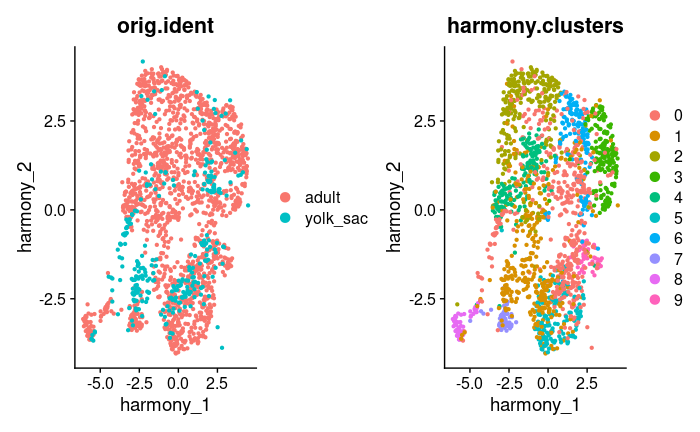 orig.ident
harmony_2
2.5
0.0
-2.5
-5.0 -2.5 0.0 2.5
harmony_1
adult
yolk_sac
harmony.clusters
harmony_2
2.5
0.0
-2.5
-5.0 -2.5 0.0 2.5
harmony_1
0
1
2
3
4
5
6
7
8
9